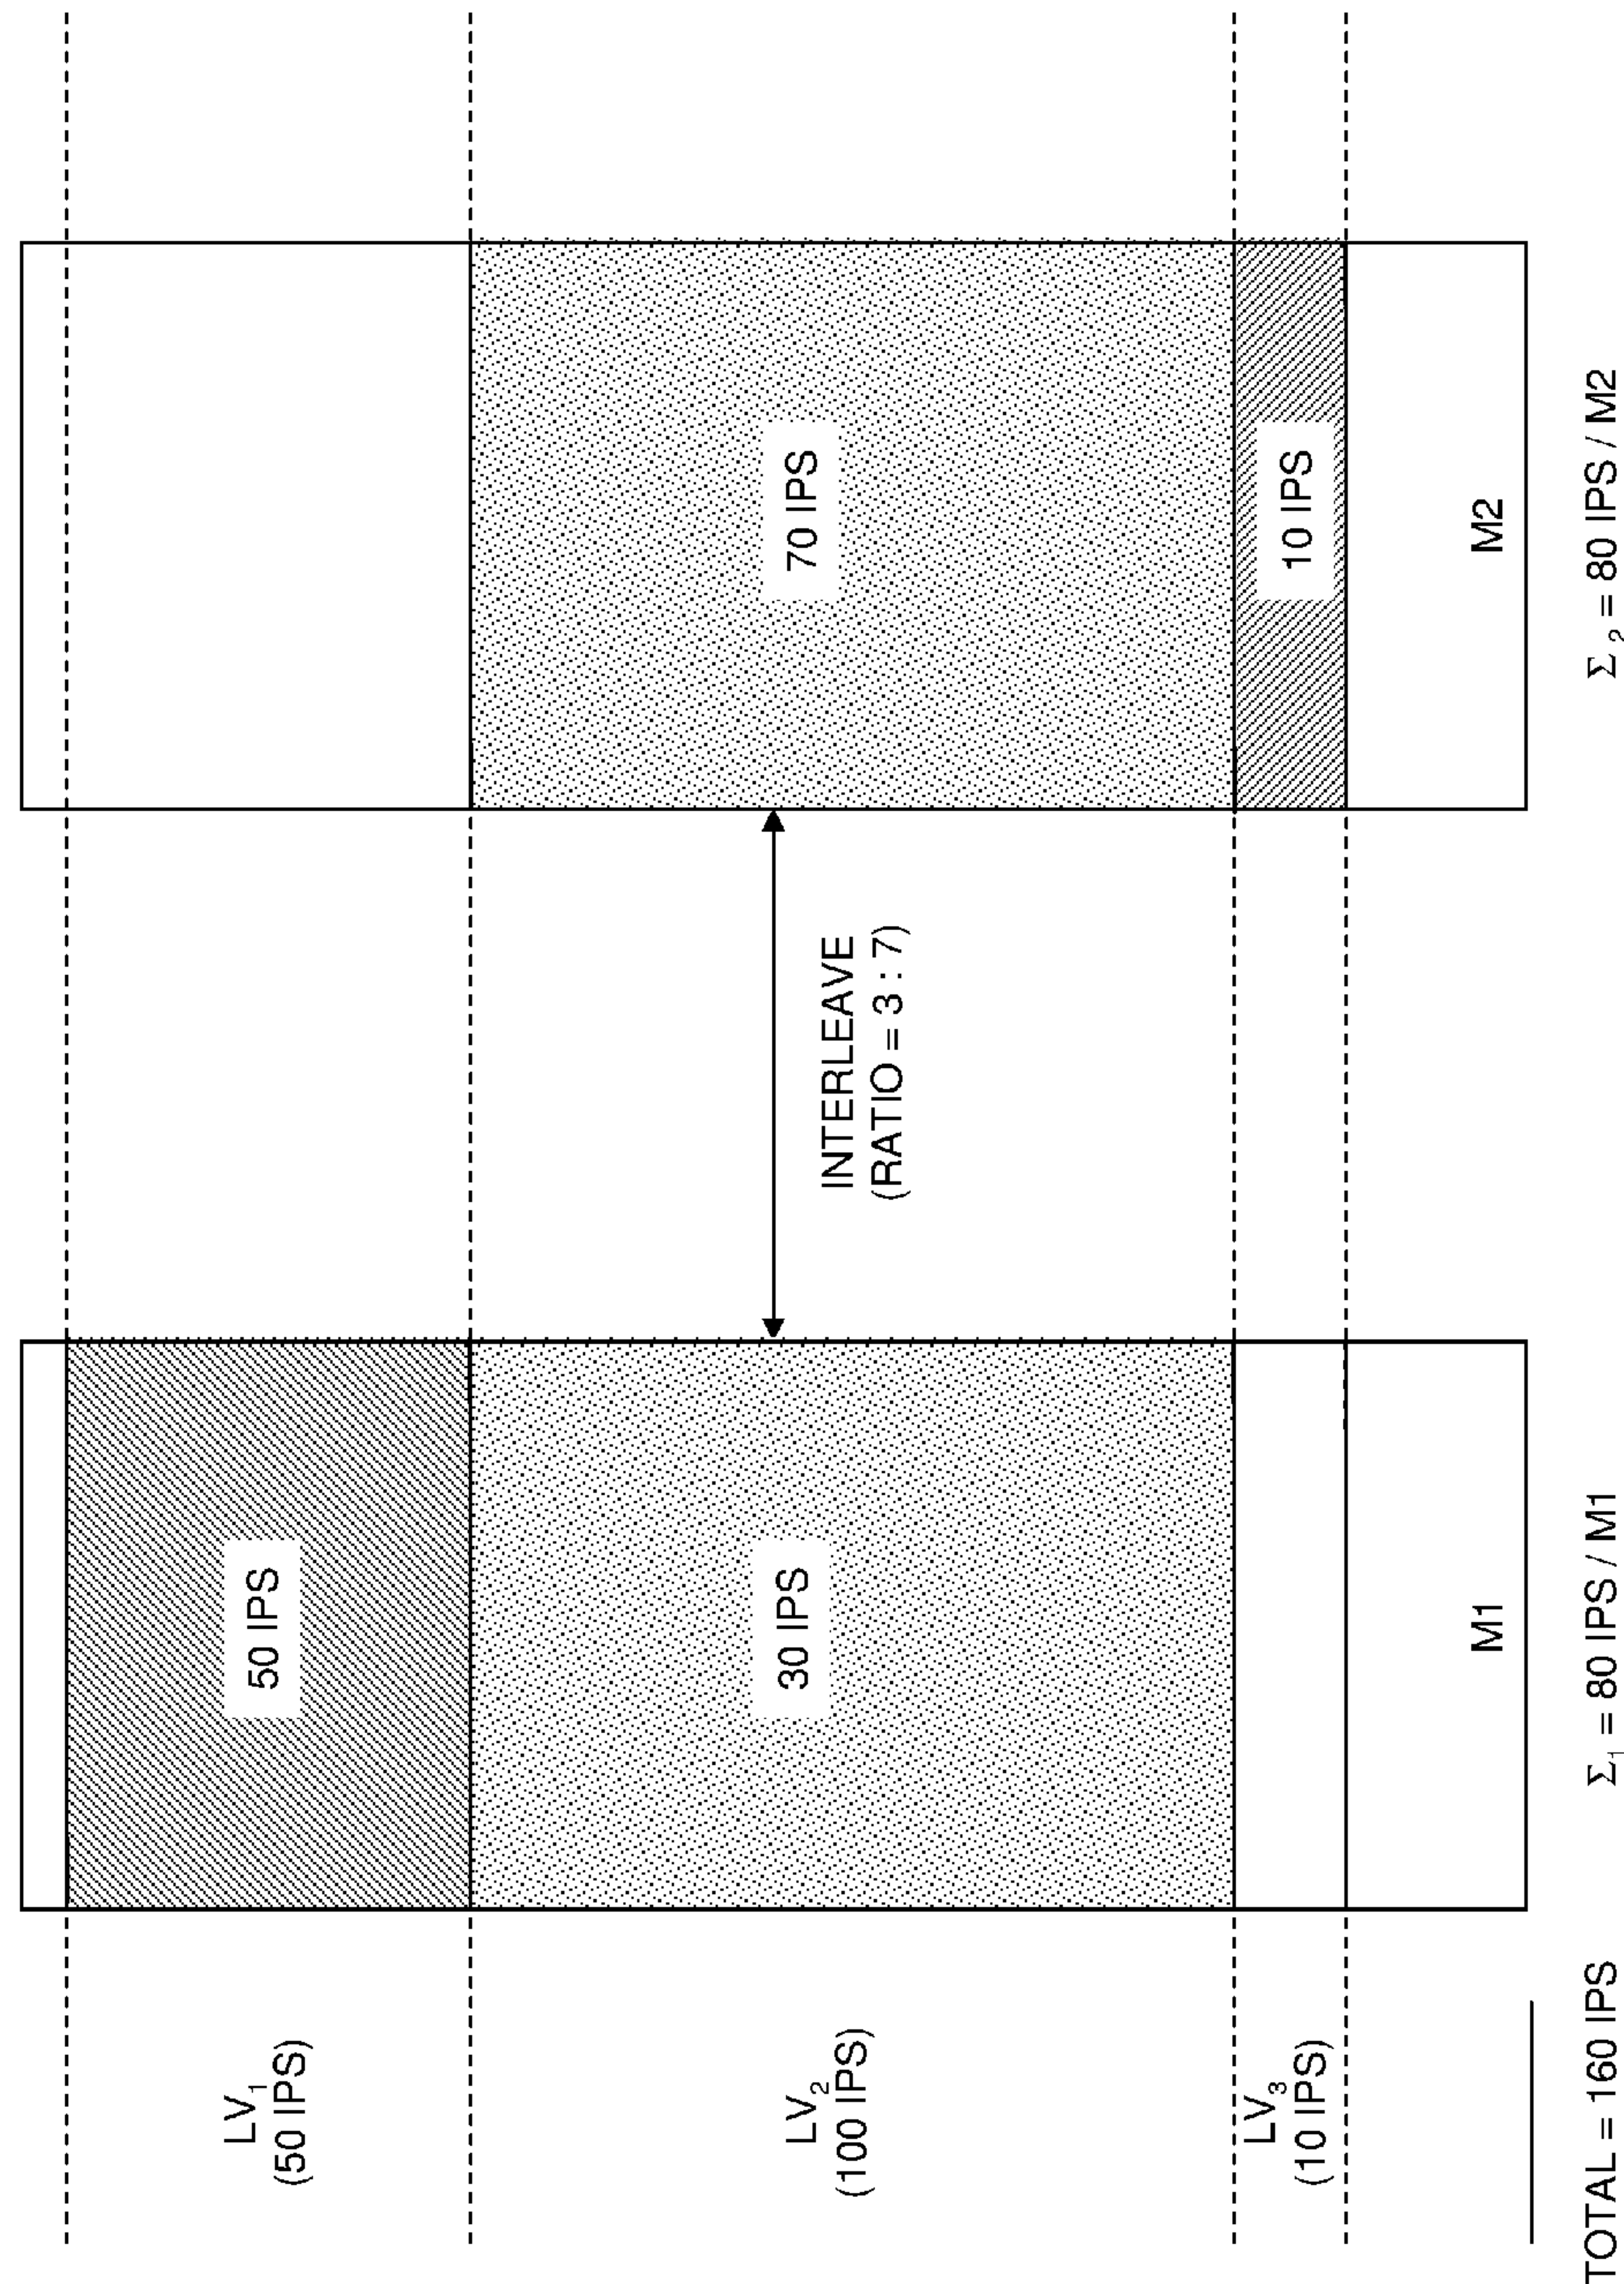 LV1
(50 IPS)
50 IPS
LV2
(100 IPS)
30 IPS
INTERLEAVE
(RATIO = 3 : 7)
70 IPS
LV3
(10 IPS)
10 IPS
M1
M2
TOTAL = 160 IPS
Σ1 = 80 IPS / M1
Σ2 = 80 IPS / M2